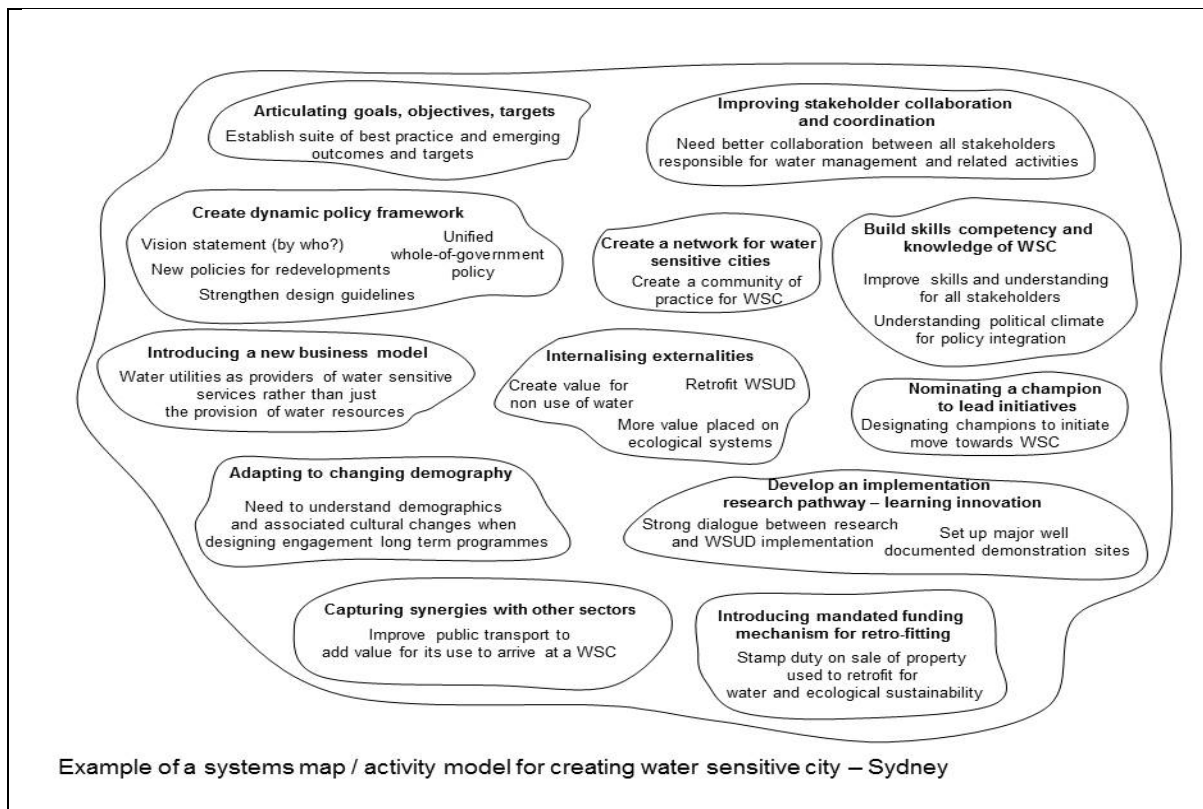 Articulating goals, objectives, targets
Establish suite of best practice and emerging
outcomes and targets
Improving stakeholder collaboration
and coordination
Need better collaboration between all stakeholders
responsible for water management and related activities
Create dynamic policy framework
Vision statement (by who?)
New policies for redevelopments
Strengthen design guidelines
Unified
whole-of-government
policy
Create a network for water
sensitive cities
Create a community of
practice for WSC
Build skills competency and
knowledge of WSC
Improve skills and understanding
for all stakeholders
Understanding political climate
for policy integration
Introducing a new business model
Water utilities as providers of water sensitive
services rather than just
the provision of water resources
Internalising externalities
Create value for
non use of water
Retrofit WSUD
More value placed on
ecological systems
Nominating a champion
to lead initiatives
Designating champions to initiate
move towards WSC
Adapting to changing demography
Need to understand demographics
and associated cultural changes when
designing engagement long term programmes
Develop an implementation
research pathway – learning innovation
Strong dialogue between research
and WSUD implementation
Set up major well
documented demonstration sites
Capturing synergies with other sectors
Improve public transport to
add value for its use to arrive at a WSC
Introducing mandated funding
mechanism for retro-fitting
Stamp duty on sale of property
used to retrofit for
water and ecological sustainability
Example of a systems map / activity model for creating water sensitive city – Sydney